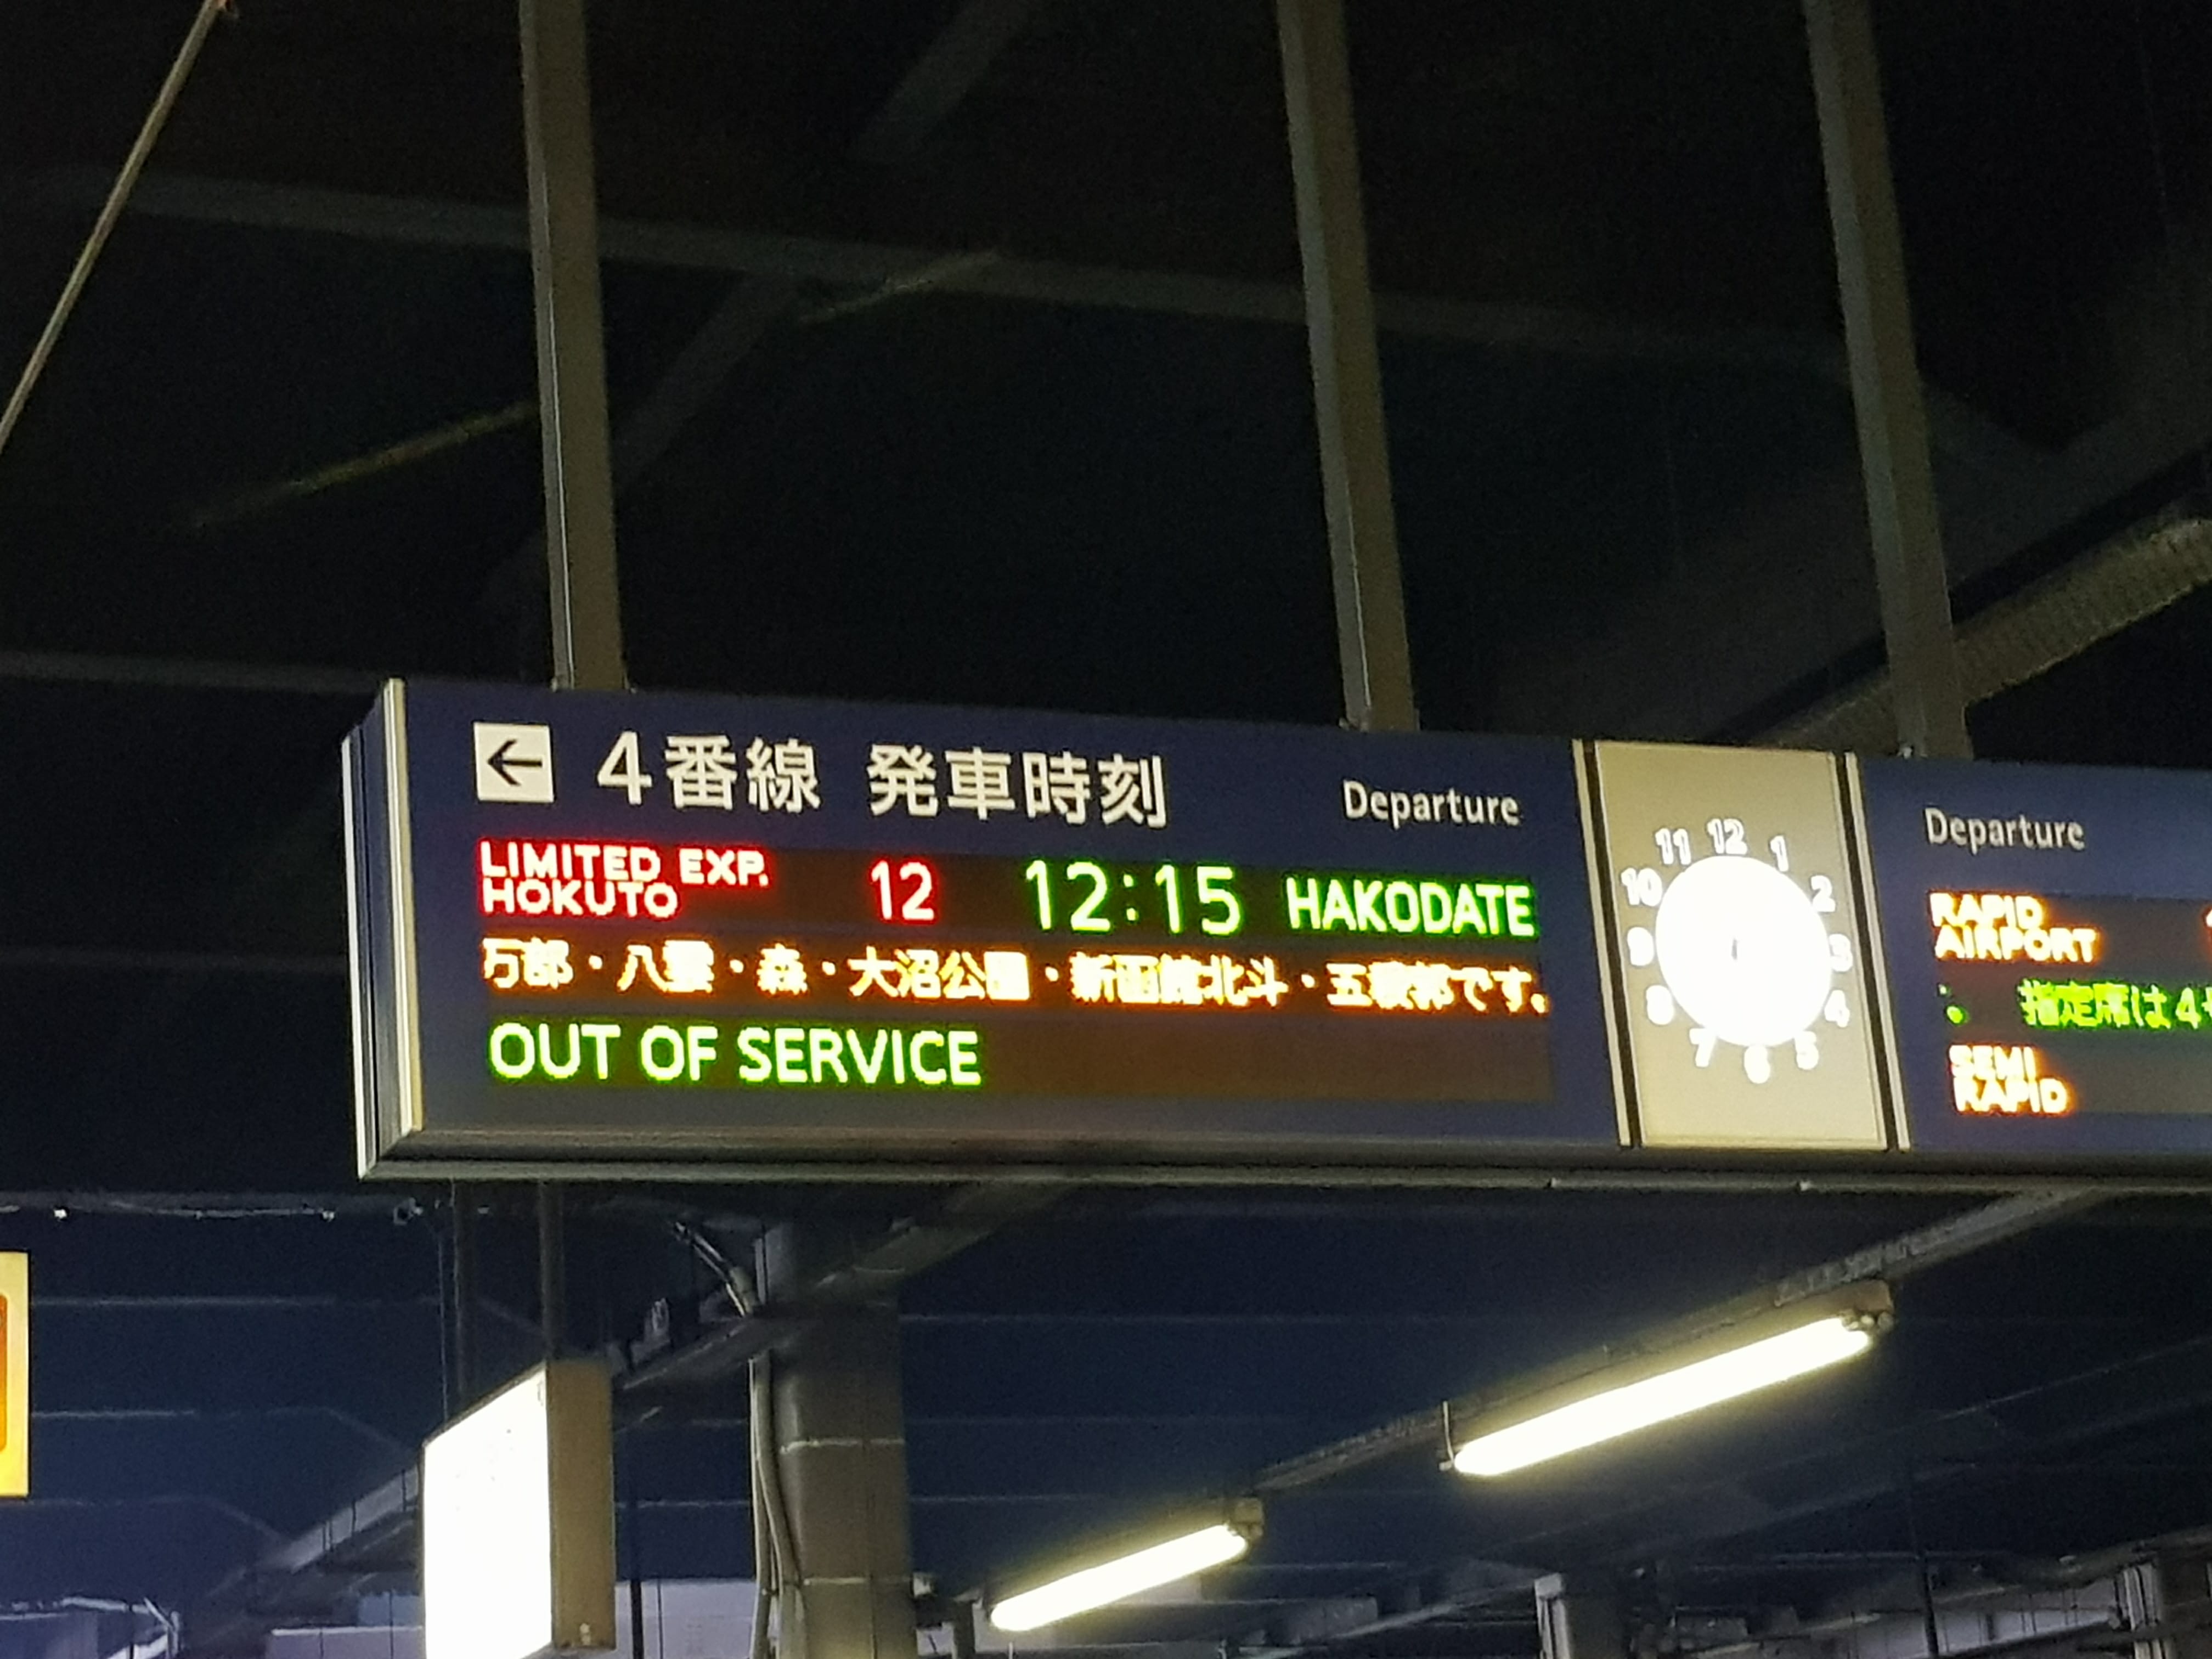 ← 4番線 発車時刻 Departure
LIMITED EXP. HOKUTO 12 12:15 HAKODATE
万部・八雲・森・大沼公園・新函館北斗・五稜郭です。
OUT OF SERVICE
11 12 1
10 2
9 3
8 4
7 6 5
Departure
RAPID
AIRPORT
指定席は4
SEMI
RAPID